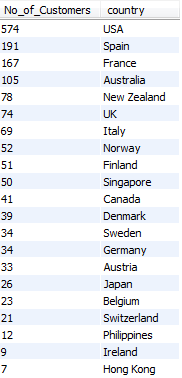 No_of_Customers country
574 USA
191 Spain
167 France
105 Australia
78 New Zealand
74 UK
69 Italy
52 Norway
51 Finland
50 Singapore
41 Canada
39 Denmark
34 Sweden
34 Germany
33 Austria
26 Japan
23 Belgium
21 Switzerland
12 Philippines
9 Ireland
7 Hong Kong